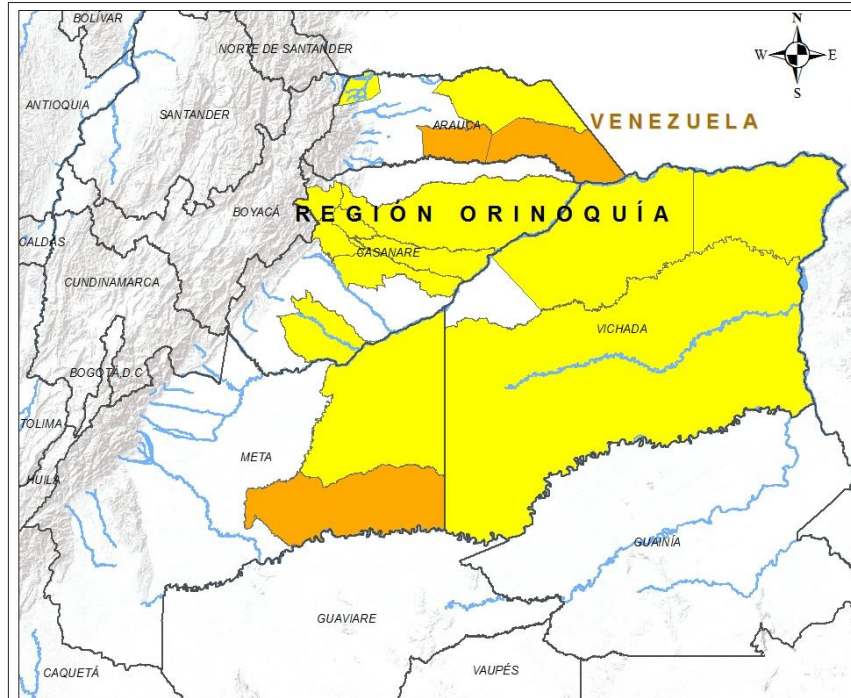 BOLÍVAR
N
NORTE DE SANTANDER
W
E
S
ANTIOQUIA
SANTANDER
ARAUCA
VENEZUELA
BOYACÁ
REGIÓN ORINOQUÍA
CALDAS
CASANARE
CUNDINAMARCA
VICHADA
BOGOTÁ, D.C
TOLIMA
META
HUILA
GUAINÍA
GUAVIARE
CAQUETÁ
VAUPÉS